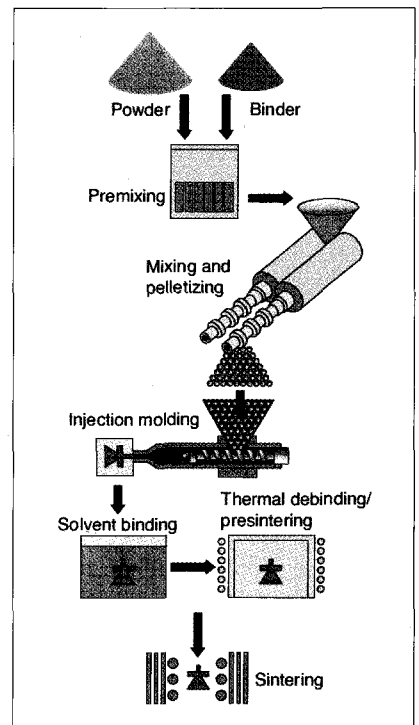 Powder
Binder
Premixing
Mixing and
pelletizing
Injection molding
Solvent binding
Thermal debinding/
presintering
Sintering